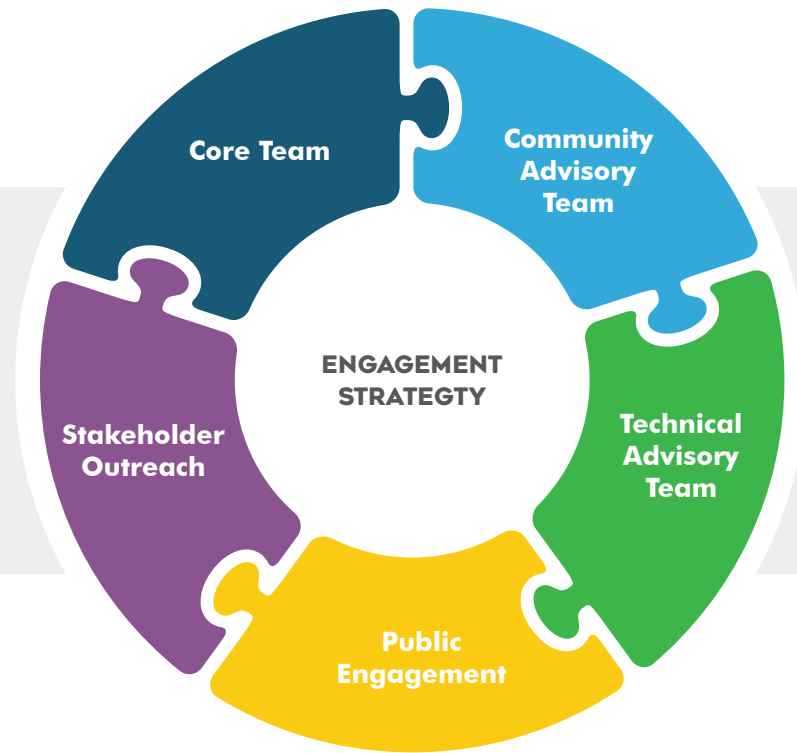 Core Team
Community
Advisory
Team
ENGAGEMENT
STRATEGTY
Stakeholder
Outreach
Technical
Advisory
Team
Public
Engagement